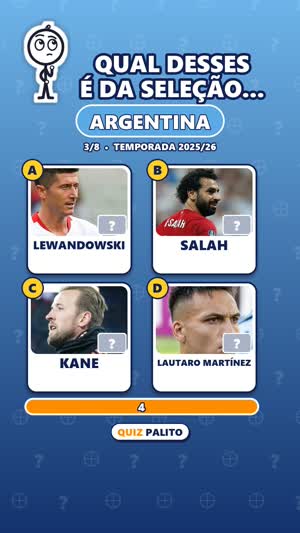 QUAL DESSES
É DA SELEÇÃO...
ARGENTINA
3/8 • TEMPORADA 2025/26
A
B
?
?
LEWANDOWSKI
SALAH
C
D
?
?
KANE
LAUTARO MARTÍNEZ
4
QUIZ PALITO